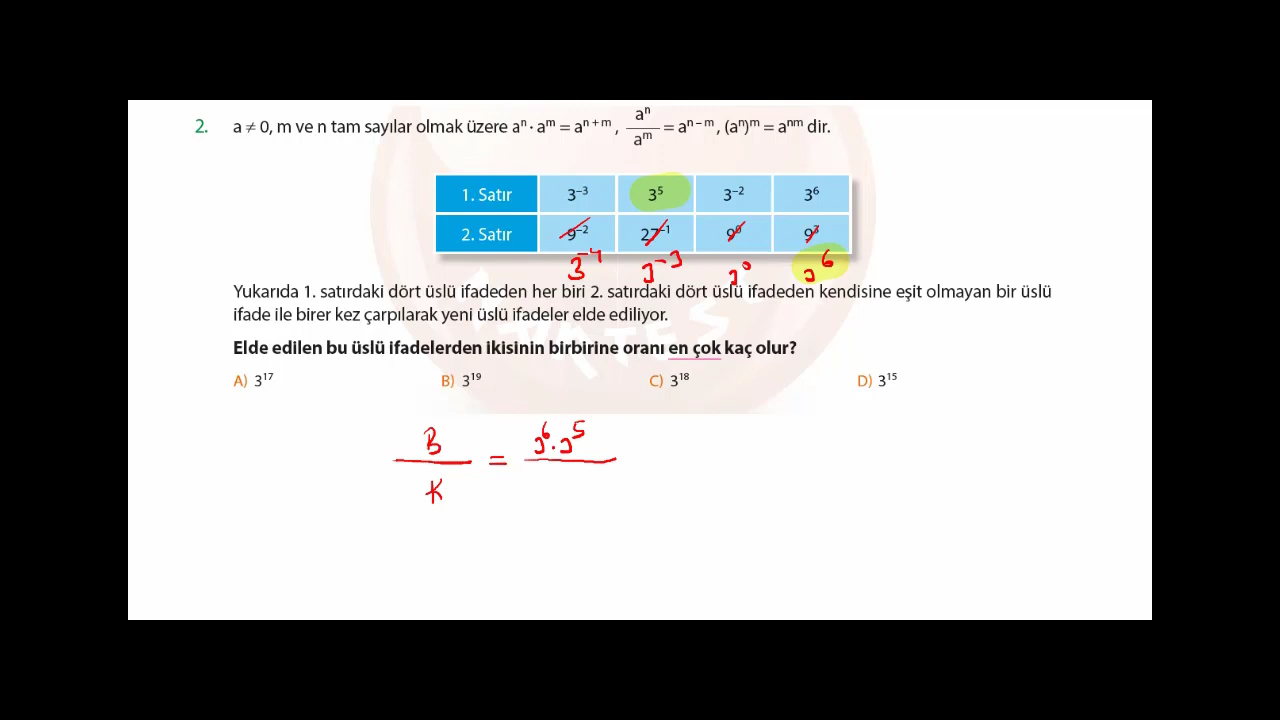 2. a ≠ 0, m ve n tam sayılar olmak üzere aⁿ · aᵐ = aⁿ⁺ᵐ, aⁿ/aᵐ = aⁿ⁻ᵐ, (aⁿ)ᵐ = aⁿᵐ dir.
1. Satır 3⁻³ 3⁵ 3⁻² 3⁶
2. Satır 9⁻² 27⁻¹ 9⁰ 9³
3⁻⁴ 3⁻³ 3⁰ 3⁶
Yukarıda 1. satırdaki dört üslü ifadeden her biri 2. satırdaki dört üslü ifadeden kendisine eşit olmayan bir üslü
ifade ile birer kez çarpılarak yeni üslü ifadeler elde ediliyor.
Elde edilen bu üslü ifadelerden ikisinin birbirine oranı en çok kaç olur?
A) 3¹⁷ B) 3¹⁹ C) 3¹⁸ D) 3¹⁵
B/K = 3⁶·3⁵